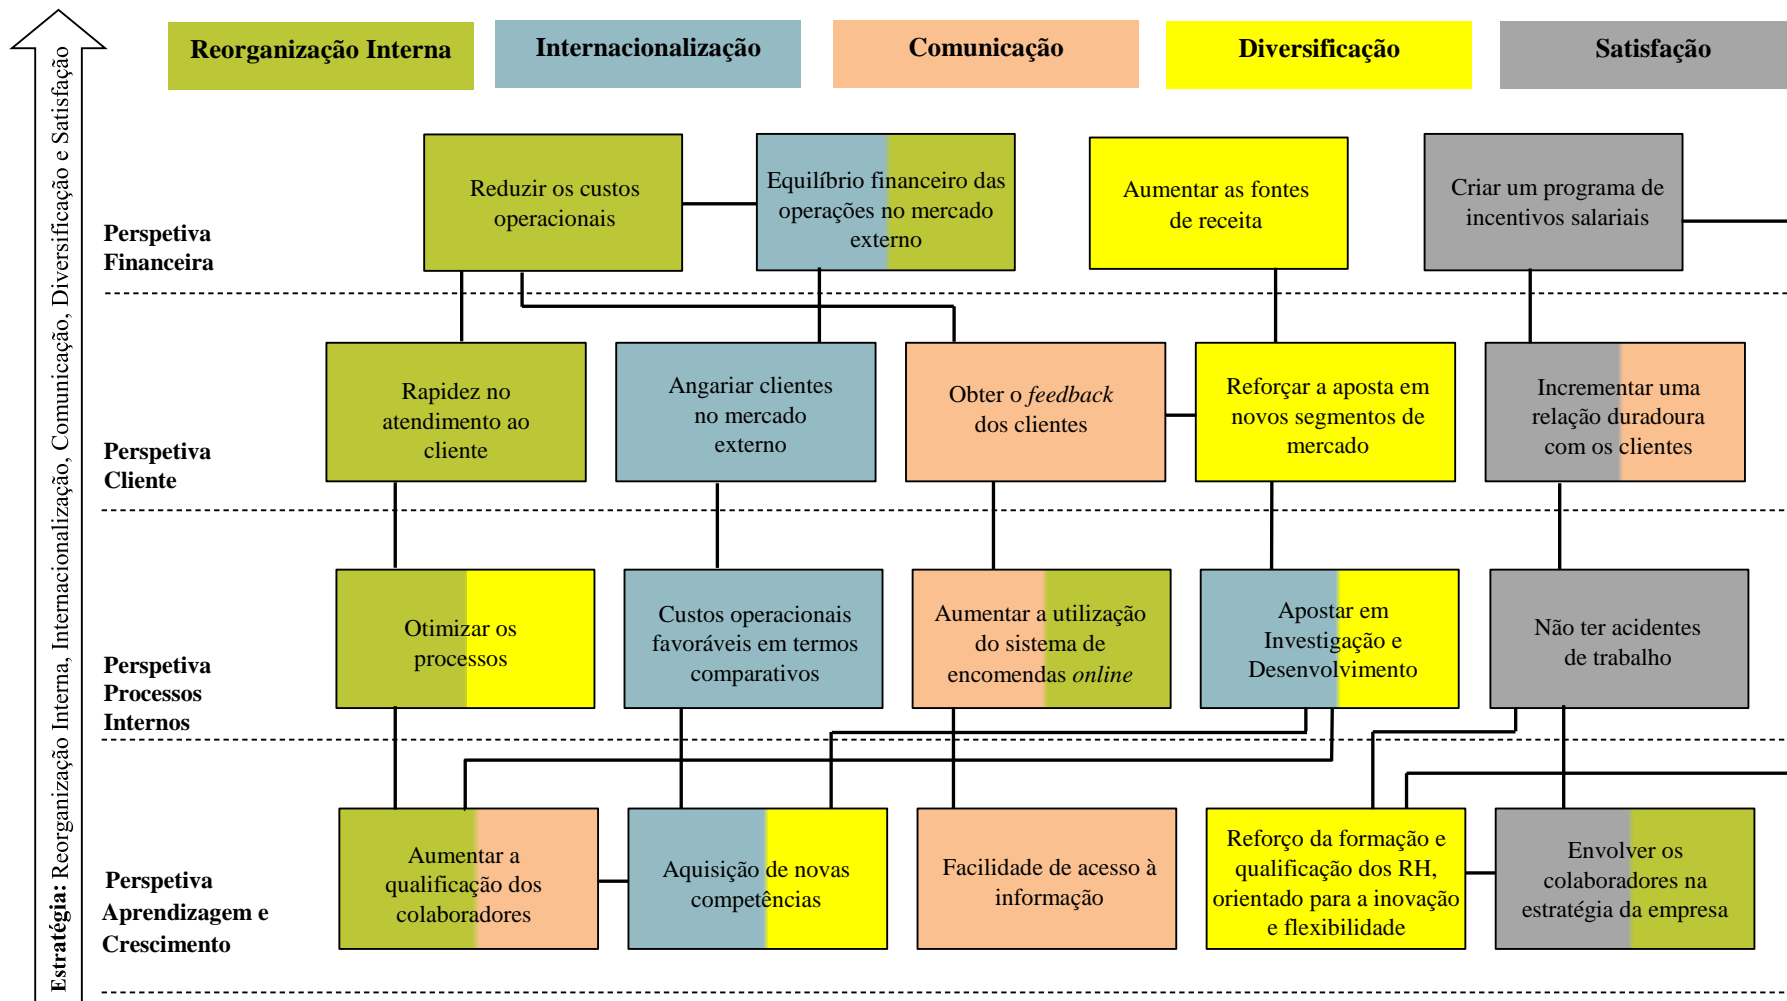 Estratégia: Reorganização Interna, Internacionalização, Comunicação, Diversificação e Satisfação
Reorganização Interna
Internacionalização
Comunicação
Diversificação
Satisfação
Perspetiva
Financeira
Reduzir os custos
operacionais
Equilíbrio financeiro das
operações no mercado
externo
Aumentar as fontes
de receita
Criar um programa de
incentivos salariais
Perspetiva
Cliente
Rapidez no
atendimento ao
cliente
Angariar clientes
no mercado
externo
Obter o feedback
dos clientes
Reforçar a aposta em
novos segmentos de
mercado
Incrementar uma
relação duradoura
com os clientes
Perspetiva
Processos
Internos
Otimizar os
processos
Custos operacionais
favoráveis em termos
comparativos
Aumentar a utilização
do sistema de
encomendas online
Apostar em
Investigação e
Desenvolvimento
Não ter acidentes
de trabalho
Perspetiva
Aprendizagem e
Crescimento
Aumentar a
qualificação dos
colaboradores
Aquisição de novas
competências
Facilidade de acesso à
informação
Reforço da formação e
qualificação dos RH,
orientado para a inovação
e flexibilidade
Envolver os
colaboradores na
estratégia da empresa